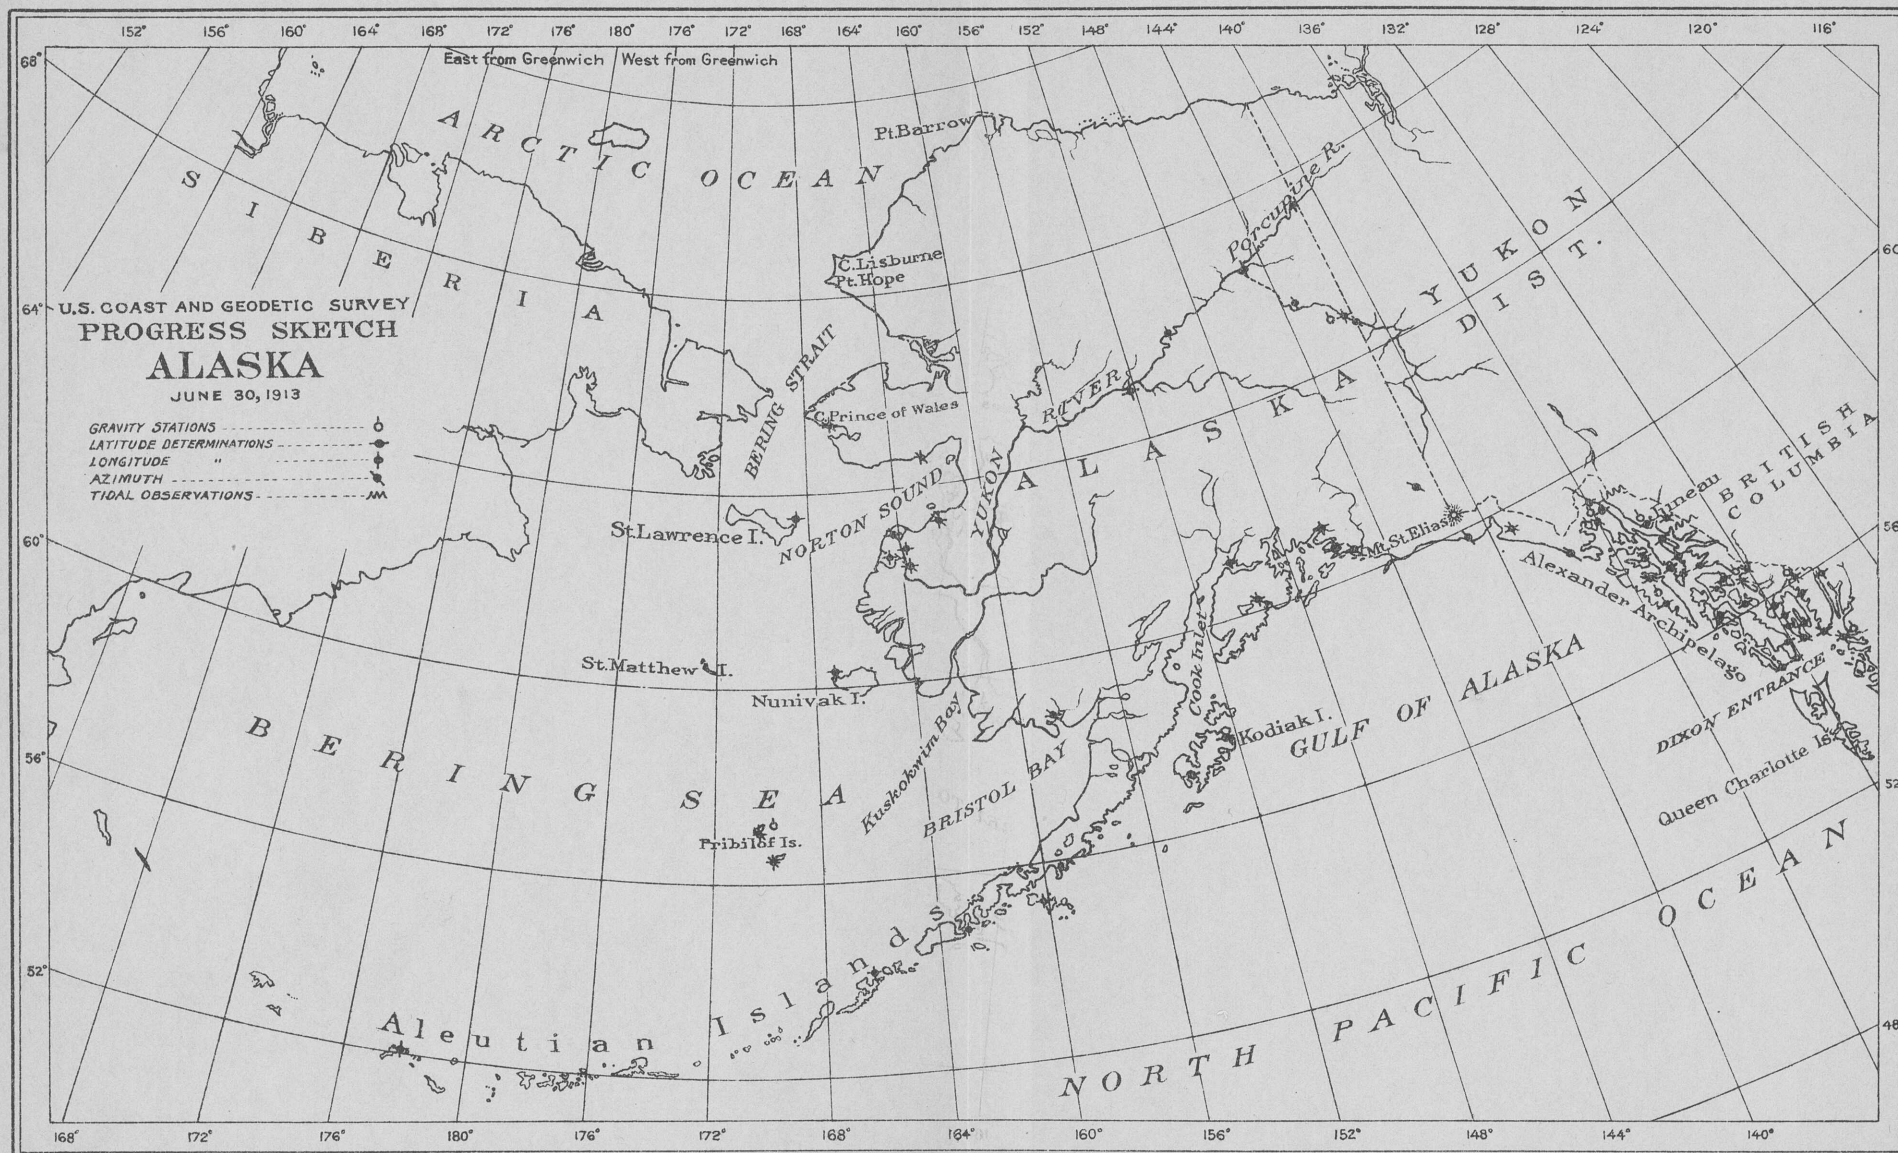 152° 156° 160° 164° 168° 172° 176° 180° 176° 172° 168° 164° 160° 156° 152° 148° 144° 140° 136° 132° 128° 124° 120° 116°
68°
East from Greenwich West from Greenwich
ARCTIC OCEAN
Pt. Barrow
SIBERIA
Porcupine R.
YUKON
DIST.
60
C. Lisburne
Pt. Hope
64°
U.S. COAST AND GEODETIC SURVEY
PROGRESS SKETCH
ALASKA
JUNE 30, 1913
GRAVITY STATIONS
LATITUDE DETERMINATIONS
LONGITUDE "
AZIMUTH
TIDAL OBSERVATIONS
BERING STRAIT
C. Prince of Wales
YUKON RIVER
ALASKA
BRITISH
COLUMBIA
Juneau
56
60°
St. Lawrence I.
NORTON SOUND
Mt. St. Elias
Alexander Archipelago
St. Matthew I.
Nunivak I.
Cook Inlet
Kuskokwim Bay
BRISTOL BAY
Kodiak I.
GULF OF ALASKA
DIXON ENTRANCE
Queen Charlotte Is.
52
56°
BERING SEA
Pribilof Is.
52°
Aleutian Islands
NORTH PACIFIC OCEAN
48
168° 172° 176° 180° 176° 172° 168° 164° 160° 156° 152° 148° 144° 140°